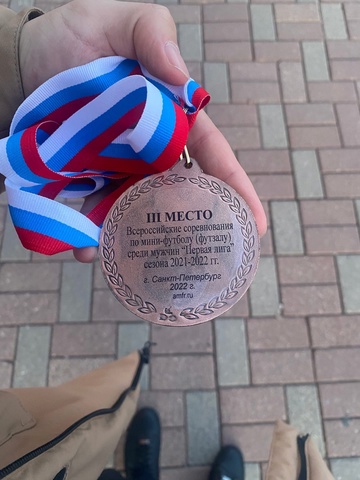 III МЕСТО
Всероссийские соревнования
по мини-футболу (футзалу)
среди мужчин "Первая лига"
сезона 2021-2022 гг.
г. Санкт-Петербург
2022 г.
amfr.ru